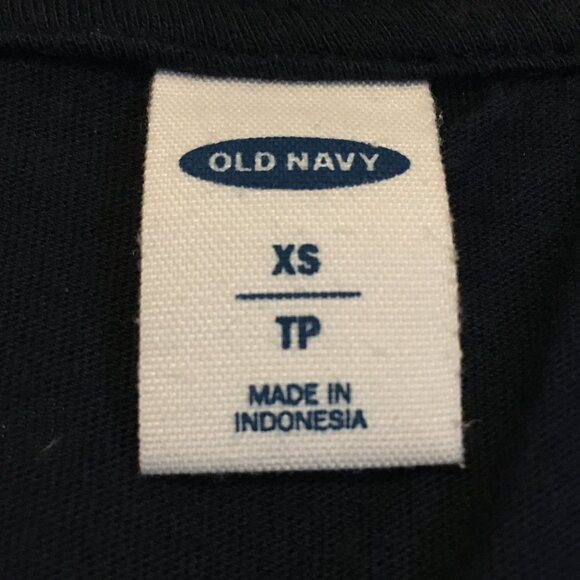 OLD NAVY
XS
TP
MADE IN
INDONESIA